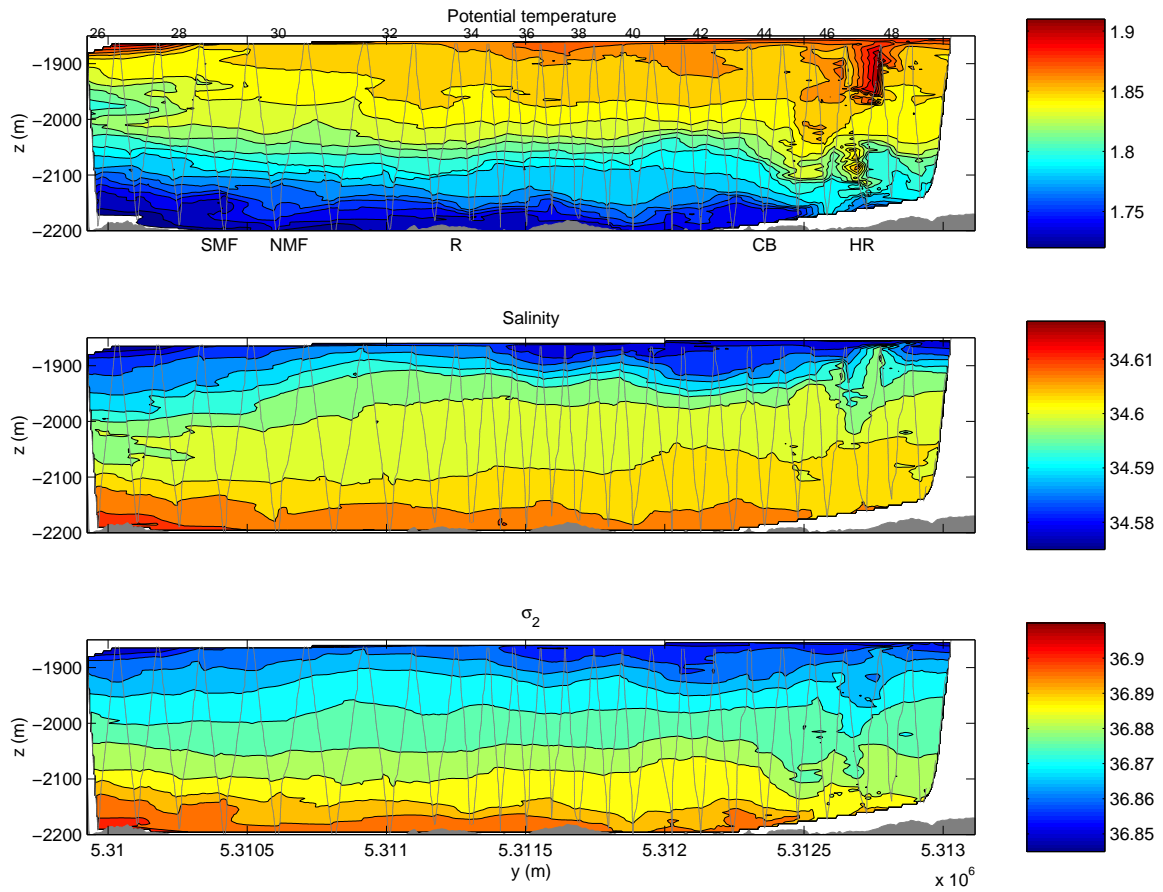 Potential temperature
26 28 30 32 34 36 38 40 42 44 46 48
z (m)
−1900
−2000
−2100
−2200
SMF NMF R CB HR
1.9
1.85
1.8
1.75
Salinity
z (m)
−1900
−2000
−2100
−2200
34.61
34.6
34.59
34.58
σ2
z (m)
−1900
−2000
−2100
−2200
36.9
36.89
36.88
36.87
36.86
36.85
5.31 5.3105 5.311 5.3115 5.312 5.3125 5.313
y (m)
x 10^6